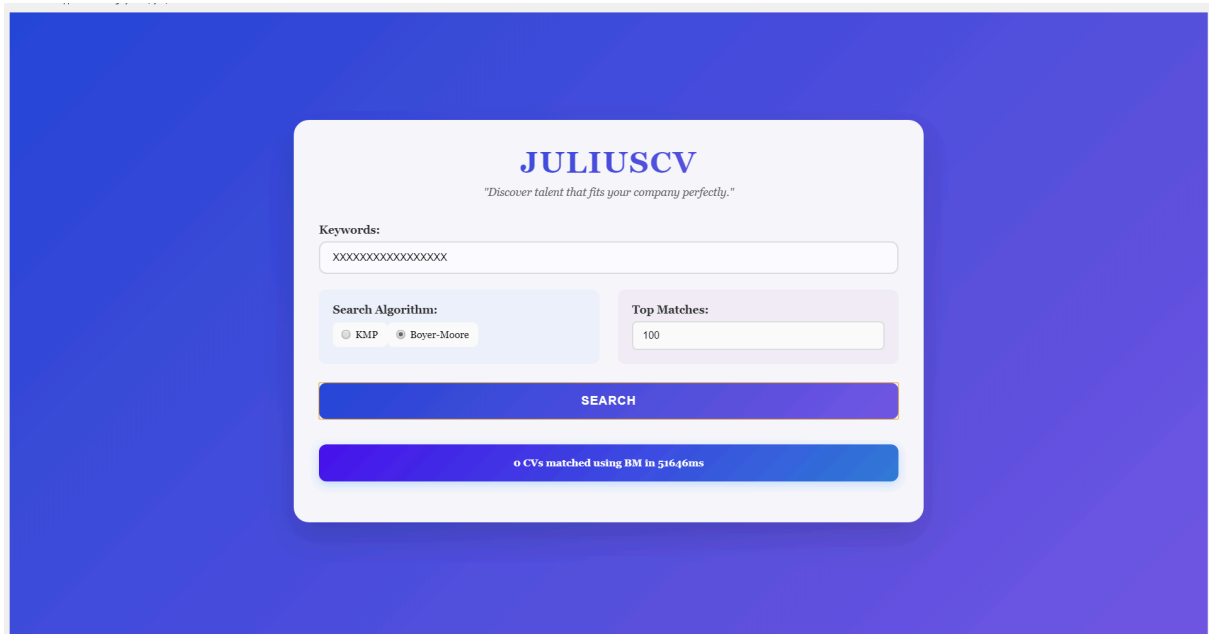 JULIUSCV
"Discover talent that fits your company perfectly."
Keywords:
XXXXXXXXXXXXXXXXX
Search Algorithm:
KMP Boyer-Moore
Top Matches:
100
SEARCH
0 CVs matched using BM in 51646ms